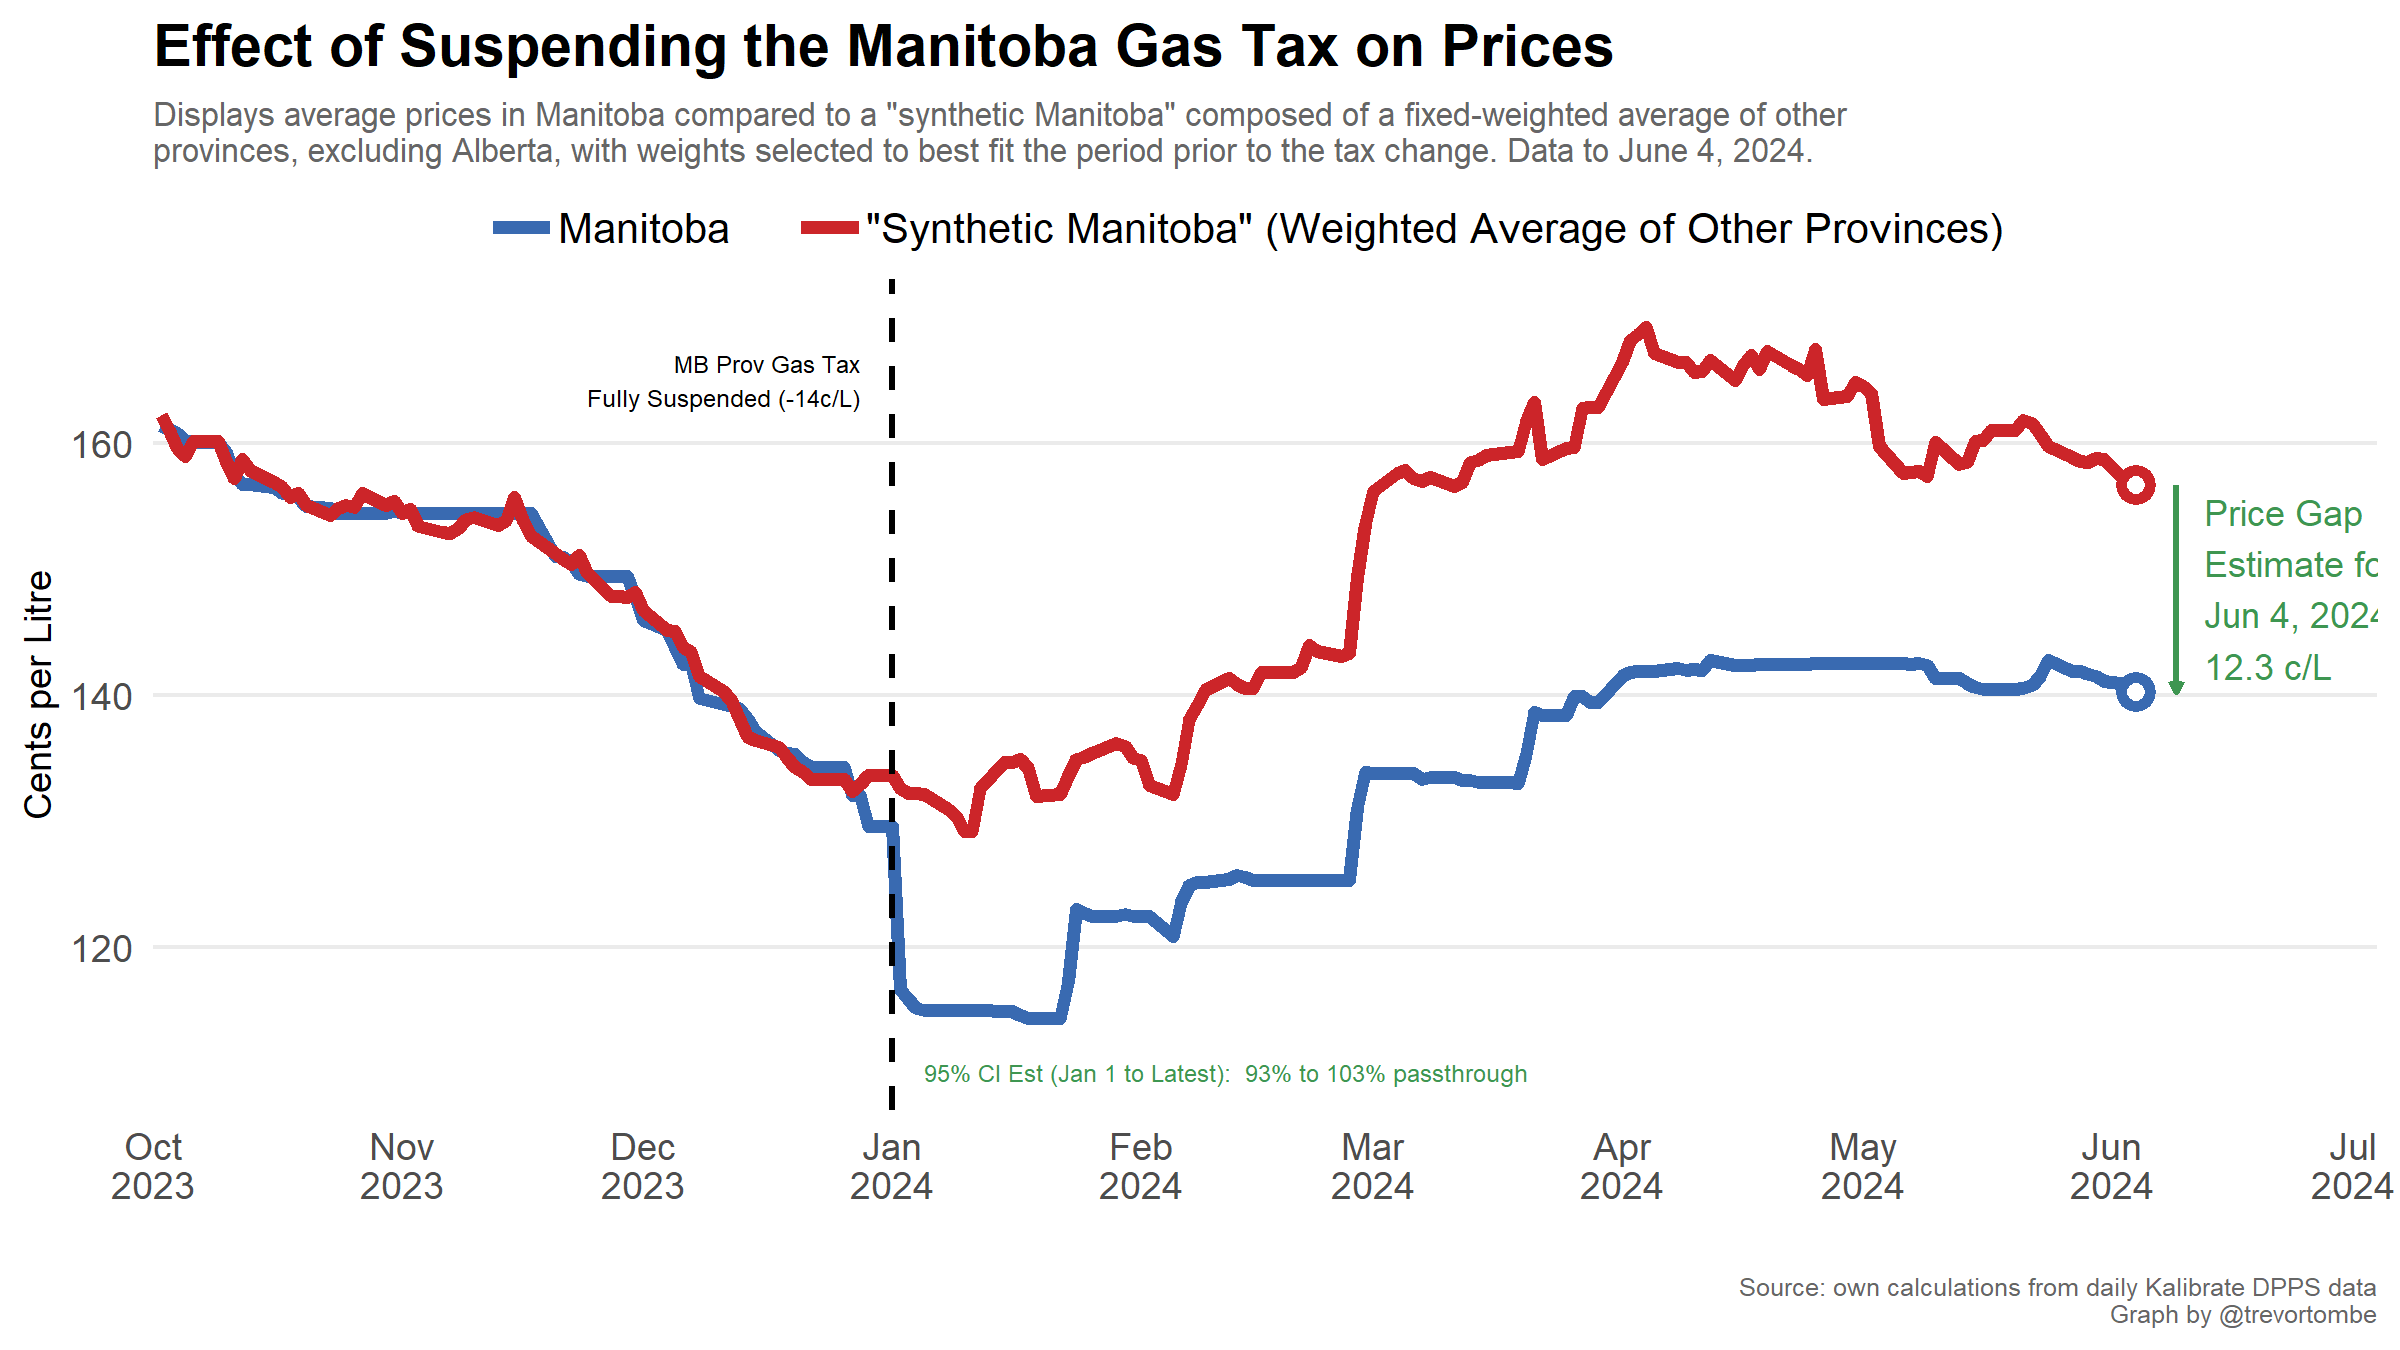 Effect of Suspending the Manitoba Gas Tax on Prices
Displays average prices in Manitoba compared to a "synthetic Manitoba" composed of a fixed-weighted average of other
provinces, excluding Alberta, with weights selected to best fit the period prior to the tax change. Data to June 4, 2024.
Manitoba
"Synthetic Manitoba" (Weighted Average of Other Provinces)
MB Prov Gas Tax
Fully Suspended (-14c/L)
160
140
120
Cents per Litre
Price Gap
Estimate fo
Jun 4, 2024
12.3 c/L
95% CI Est (Jan 1 to Latest): 93% to 103% passthrough
Oct
2023
Nov
2023
Dec
2023
Jan
2024
Feb
2024
Mar
2024
Apr
2024
May
2024
Jun
2024
Jul
2024
Source: own calculations from daily Kalibrate DPPS data
Graph by @trevortombe